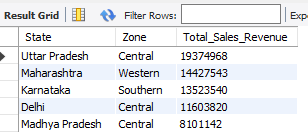 Result Grid Filter Rows: Expo
State Zone Total_Sales_Revenue
Uttar Pradesh Central 19374968
Maharashtra Western 14427543
Karnataka Southern 13523540
Delhi Central 11603820
Madhya Pradesh Central 8101142